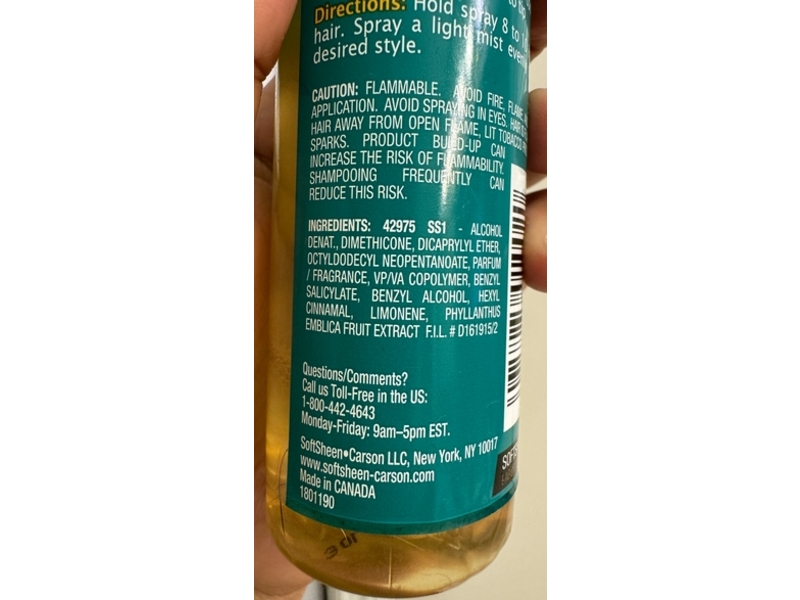 Directions: Hold spray 8 to
hair. Spray a light mist
desired style.
CAUTION: FLAMMABLE. AVOID FIRE, FLAME
APPLICATION. AVOID SPRAYING IN EYES.
HAIR AWAY FROM OPEN FLAME, LIT TOBACCO
SPARKS. PRODUCT BUILD-UP CAN
INCREASE THE RISK OF FLAMMABILITY.
SHAMPOOING FREQUENTLY CAN
REDUCE THIS RISK.
INGREDIENTS: 42975 SS1 - ALCOHOL
DENAT., DIMETHICONE, DICAPRYLYL ETHER,
OCTYLDODECYL NEOPENTANOATE, PARFUM
/ FRAGRANCE, VP/VA COPOLYMER, BENZYL
SALICYLATE, BENZYL ALCOHOL, HEXYL
CINNAMAL, LIMONENE, PHYLLANTHUS
EMBLICA FRUIT EXTRACT F.I.L. # D161915/2
Questions/Comments?
Call us Toll-Free in the US:
1-800-442-4643
Monday-Friday: 9am–5pm EST.
SoftSheen•Carson LLC, New York, NY 10017
www.softsheen-carson.com
Made in CANADA
1801190